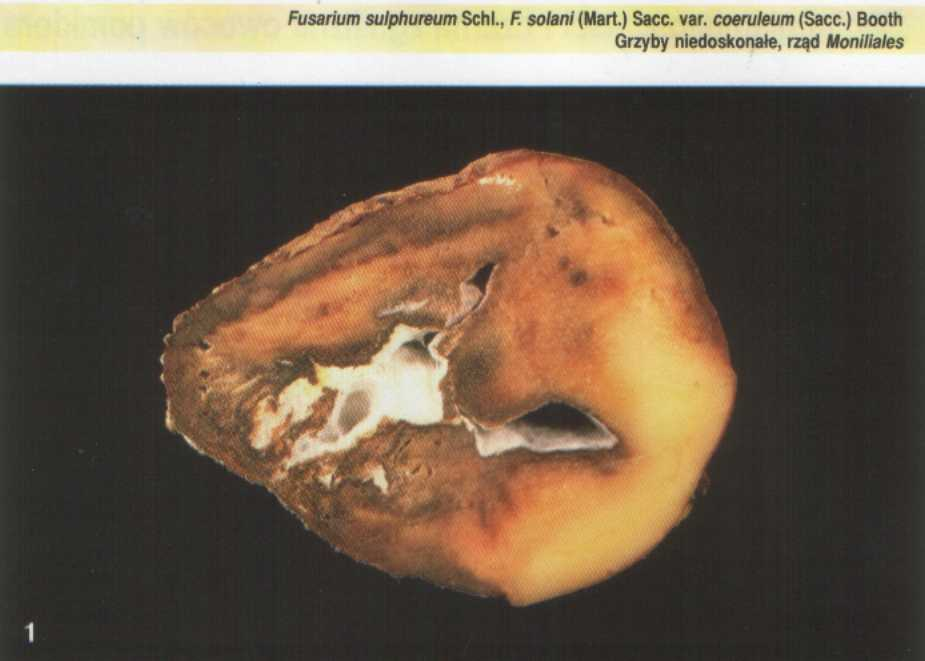 Fusarium sulphureum Schl., F. solani (Mart.) Sacc. var. coeruleum (Sacc.) Booth
Grzyby niedoskonałe, rząd Moniliales
1